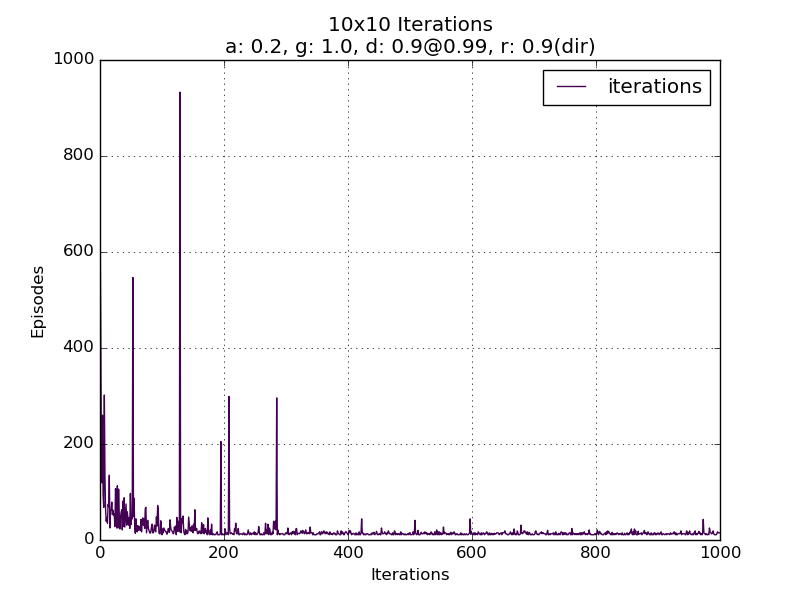 10x10 Iterations
a: 0.2, g: 1.0, d: 0.9@0.99, r: 0.9(dir)
1000
iterations
800
600
Episodes
400
200
0
0 200 400 600 800 1000
Iterations